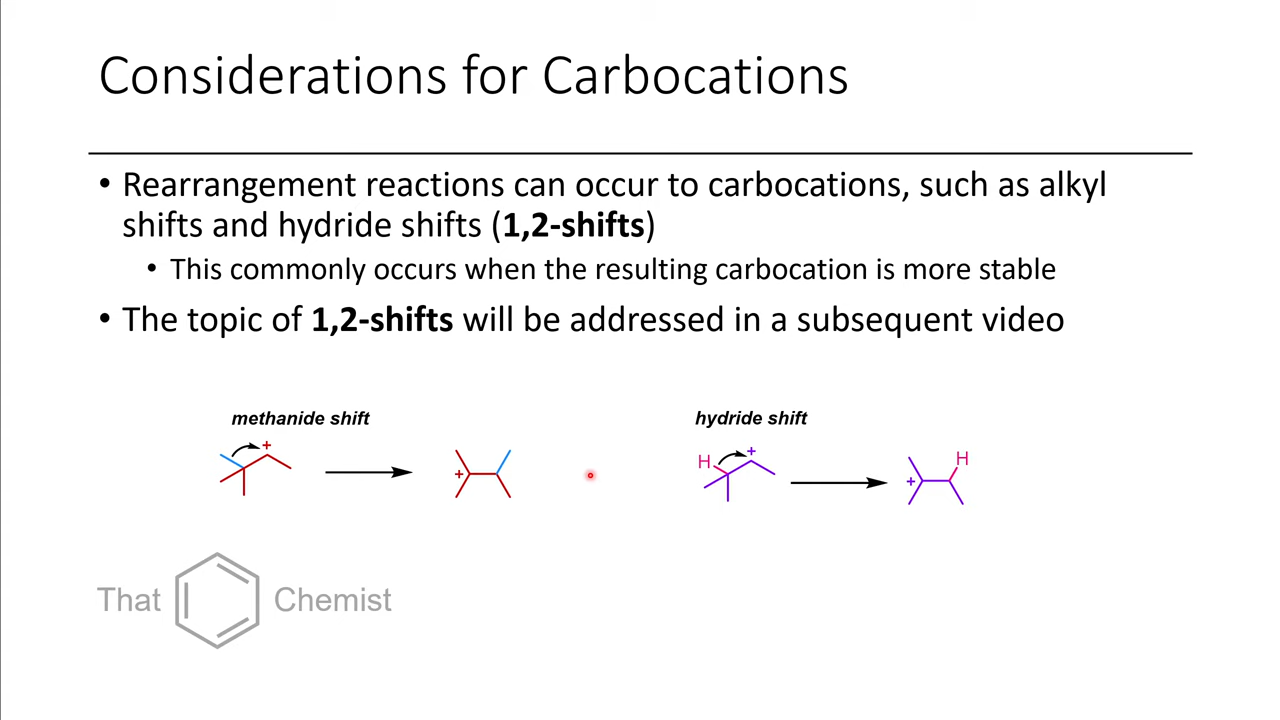 Considerations for Carbocations
• Rearrangement reactions can occur to carbocations, such as alkyl
shifts and hydride shifts (1,2-shifts)
• This commonly occurs when the resulting carbocation is more stable
• The topic of 1,2-shifts will be addressed in a subsequent video
methanide shift
hydride shift
+
+
H
+
+
H
That Chemist